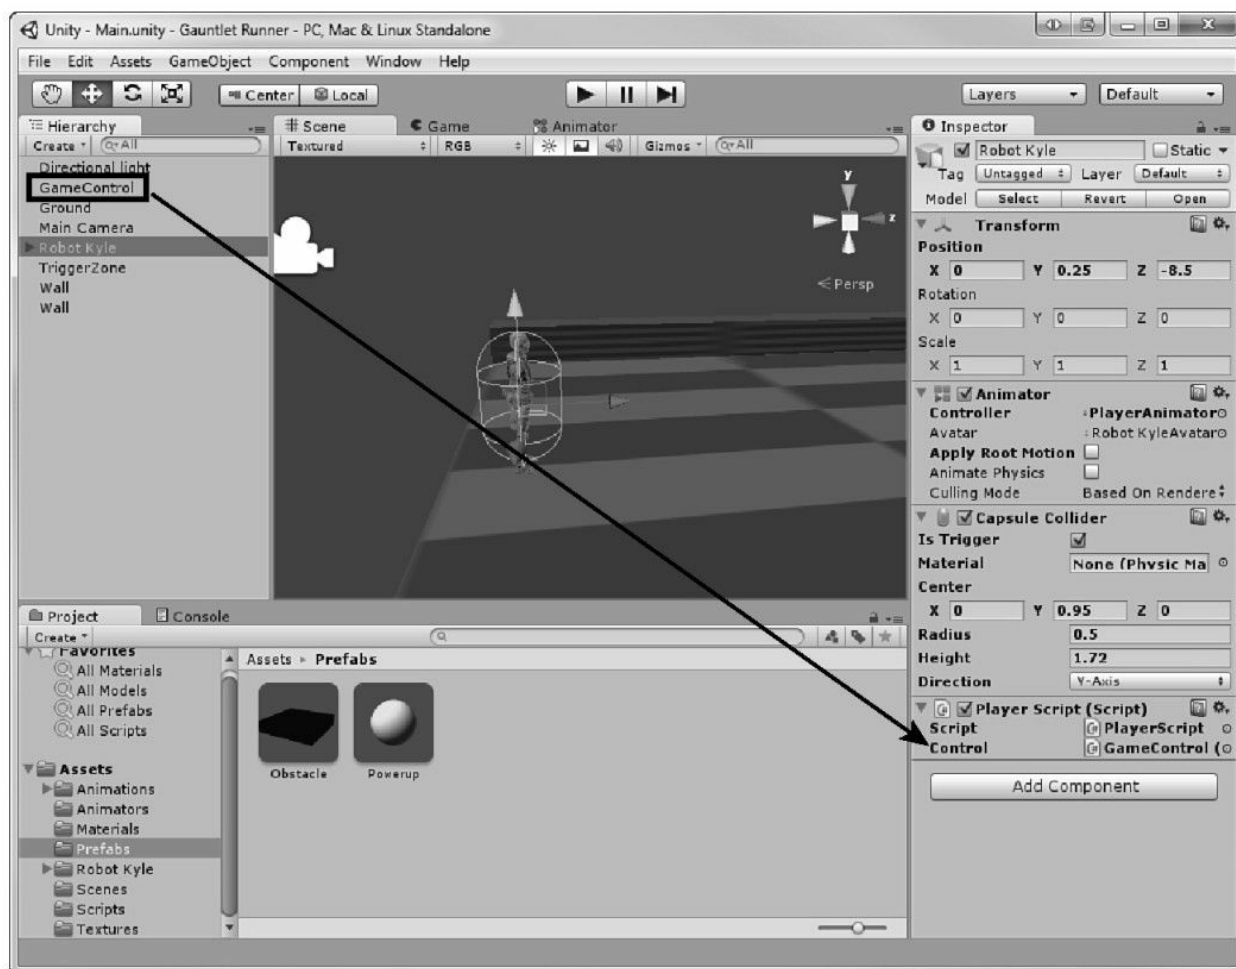 Unity - Main.unity - Gauntlet Runner - PC, Mac & Linux Standalone
File Edit Assets GameObject Component Window Help
Center Local
Layers Default
Hierarchy
Create All
Directional light
GameControl
Ground
Main Camera
Robot Kyle
TriggerZone
Wall
Wall
Scene Game Animator
Textured RGB Gizmos All
y
z
Persp
Inspector
Robot Kyle Static
Tag Untagged Layer Default
Model Select Revert Open
Transform
Position
X 0 Y 0.25 Z -8.5
Rotation
X 0 Y 0 Z 0
Scale
X 1 Y 1 Z 1
Animator
Controller PlayerAnimator
Avatar Robot KyleAvatar
Apply Root Motion
Animate Physics
Culling Mode Based On Rendere
Capsule Collider
Is Trigger
Material None (Physic Ma
Center
X 0 Y 0.95 Z 0
Radius 0.5
Height 1.72
Direction Y-Axis
Player Script (Script)
Script PlayerScript
Control GameControl (
Add Component
Project Console
Create
Favorites
All Materials
All Models
All Prefabs
All Scripts
Assets
Animations
Animators
Materials
Prefabs
Robot Kyle
Scenes
Scripts
Textures
Assets Prefabs
Obstacle Powerup